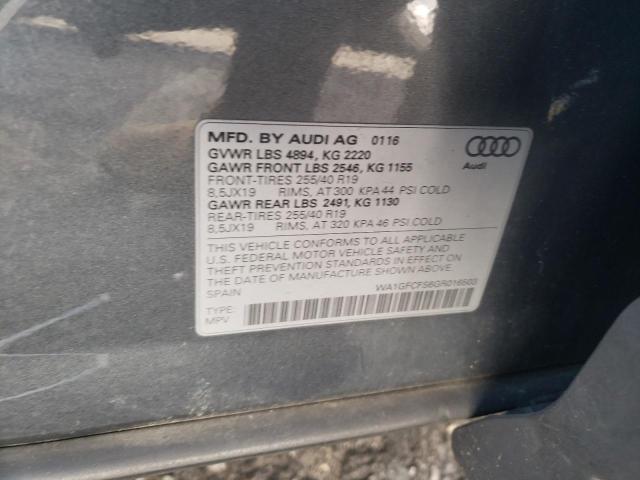 MFD. BY AUDI AG 0116
GVWR LBS 4894, KG 2220
GAWR FRONT LBS 2546, KG 1155
FRONT-TIRES 255/40 R19
8,5JX19 RIMS, AT 300 KPA 44 PSI COLD
GAWR REAR LBS 2491, KG 1130
REAR-TIRES 255/40 R19
8,5JX19 RIMS, AT 320 KPA 46 PSI COLD
THIS VEHICLE CONFORMS TO ALL APPLICABLE
U.S. FEDERAL MOTOR VEHICLE SAFETY AND
THEFT PREVENTION STANDARDS IN EFFECT ON
THE DATE OF MANUFACTURE SHOWN ABOVE.
SPAIN
WA1GFCFS6GR016503
TYPE:
MPV
Audi